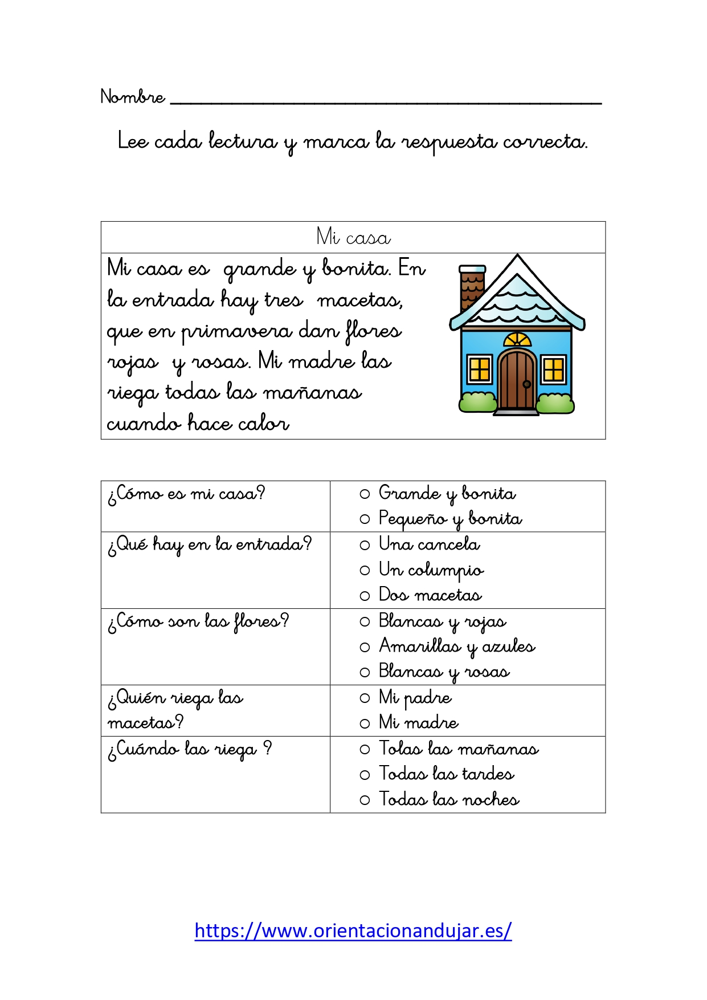 Nombre ___________________________________________
Lee cada lectura y marca la respuesta correcta.
Mi casa
Mi casa es grande y bonita. En
la entrada hay tres macetas,
que en primavera dan flores
rojas y rosas. Mi madre las
riega todas las mañanas
cuando hace calor
¿Cómo es mi casa?
o Grande y bonita
o Pequeño y bonita
¿Qué hay en la entrada?
o Una cancela
o Un columpio
o Dos macetas
¿Cómo son las flores?
o Blancas y rojas
o Amarillas y azules
o Blancas y rosas
¿Quién riega las
macetas?
o Mi padre
o Mi madre
¿Cuándo las riega ?
o Tolas las mañanas
o Todas las tardes
o Todas las noches
https://www.orientacionandujar.es/